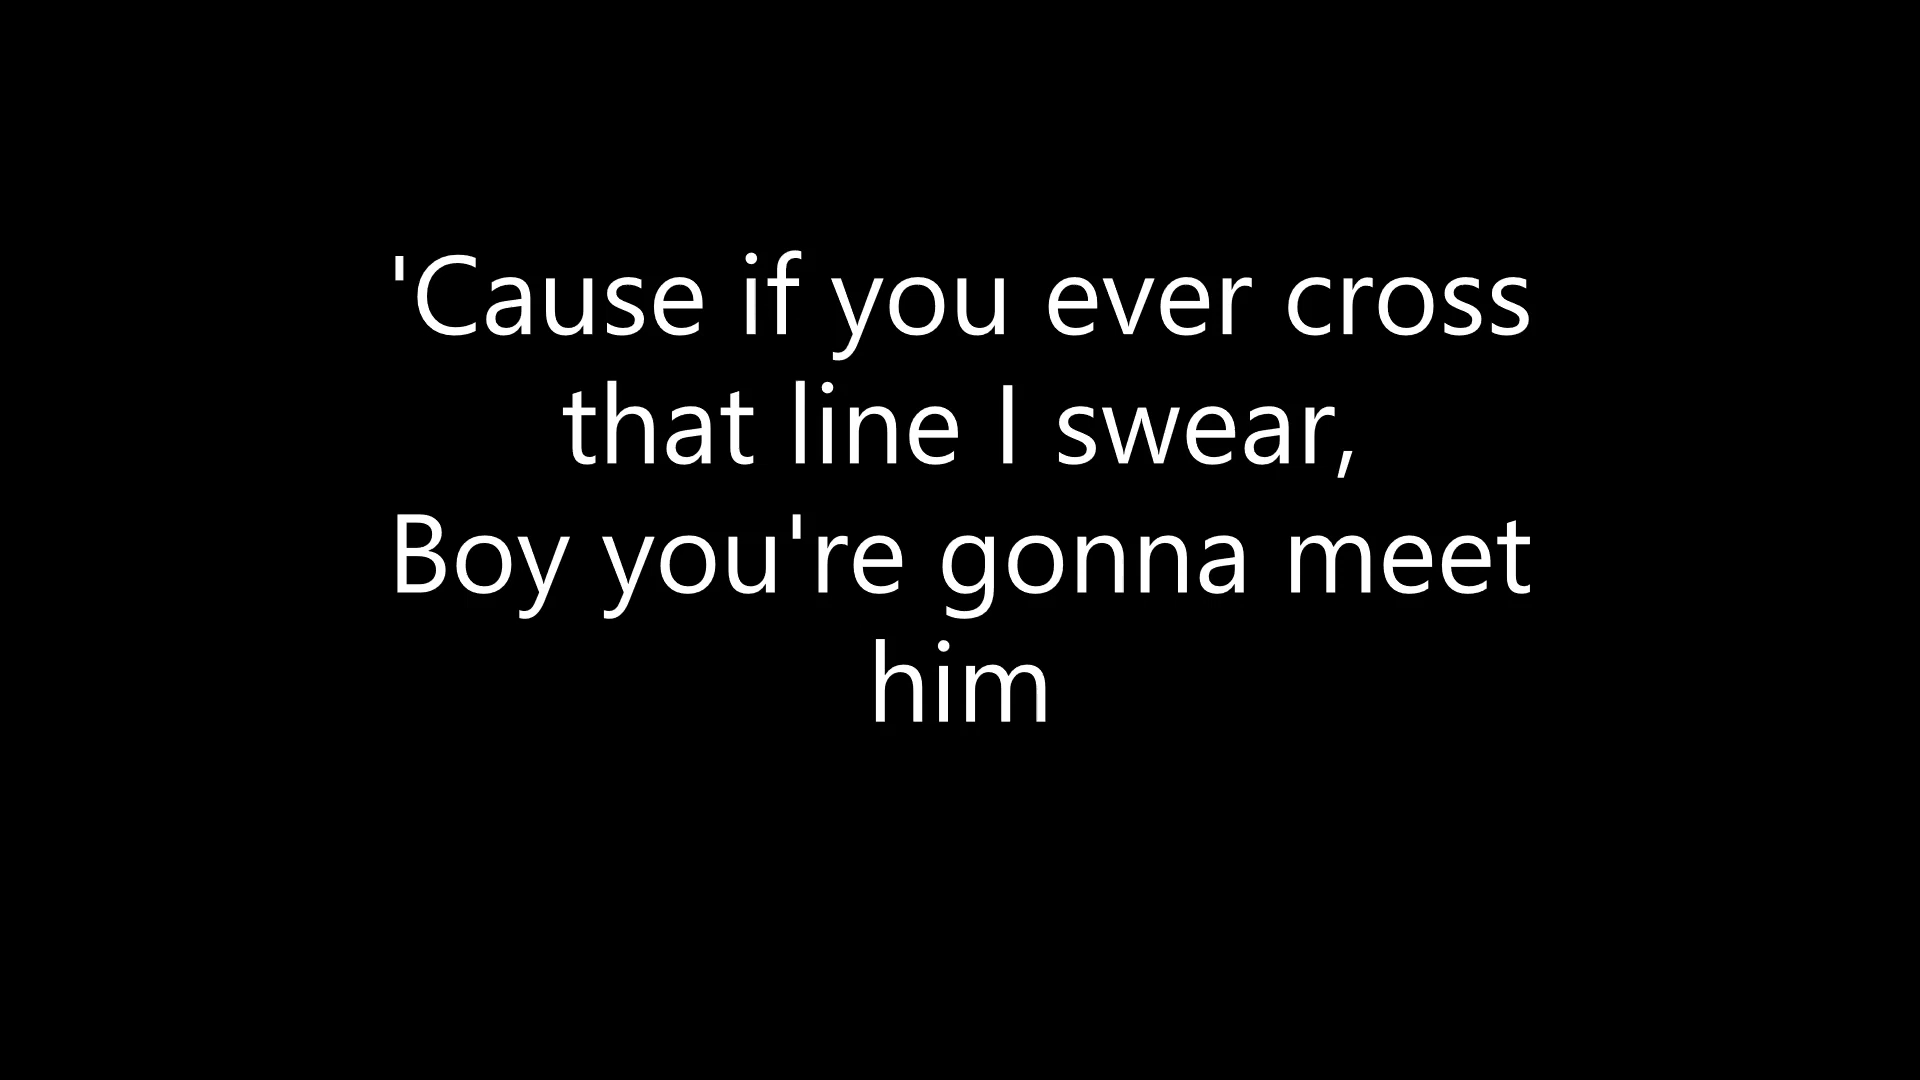 'Cause if you ever cross
that line I swear,
Boy you're gonna meet
him